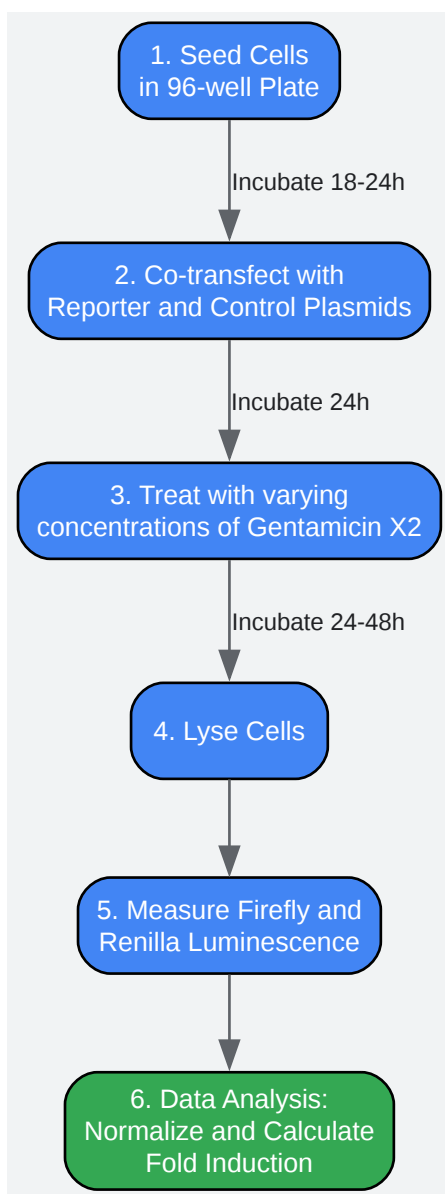 1. Seed Cells
in 96-well Plate
Incubate 18-24h
2. Co-transfect with
Reporter and Control Plasmids
Incubate 24h
3. Treat with varying
concentrations of Gentamicin X2
Incubate 24-48h
4. Lyse Cells
5. Measure Firefly and
Renilla Luminescence
6. Data Analysis:
Normalize and Calculate
Fold Induction